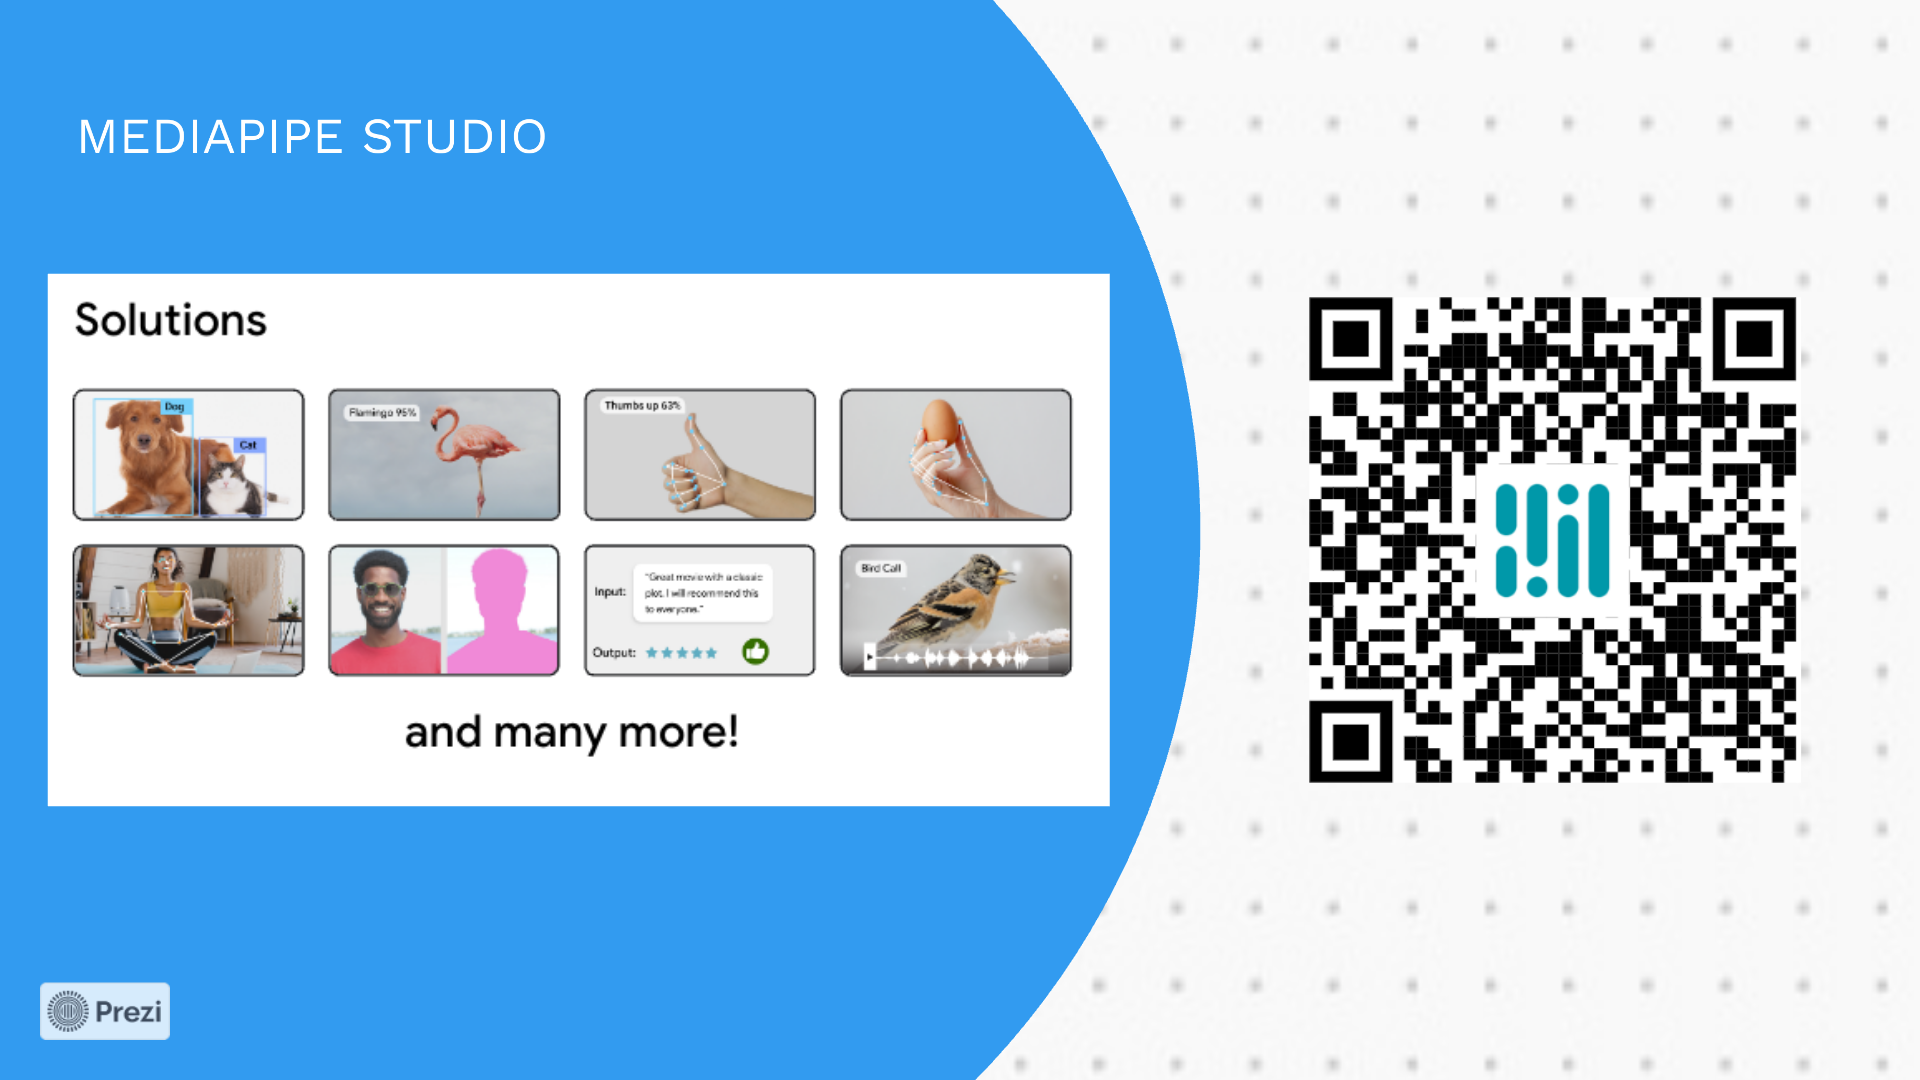 MEDIAPIPE STUDIO
Solutions
Dog
Cat
Flamingo 95%
Thumbs up 63%
Input:
"Great movie with a classic
plot. I will recommend this
to everyone."
Output:
Bird Call
and many more!
Prezi